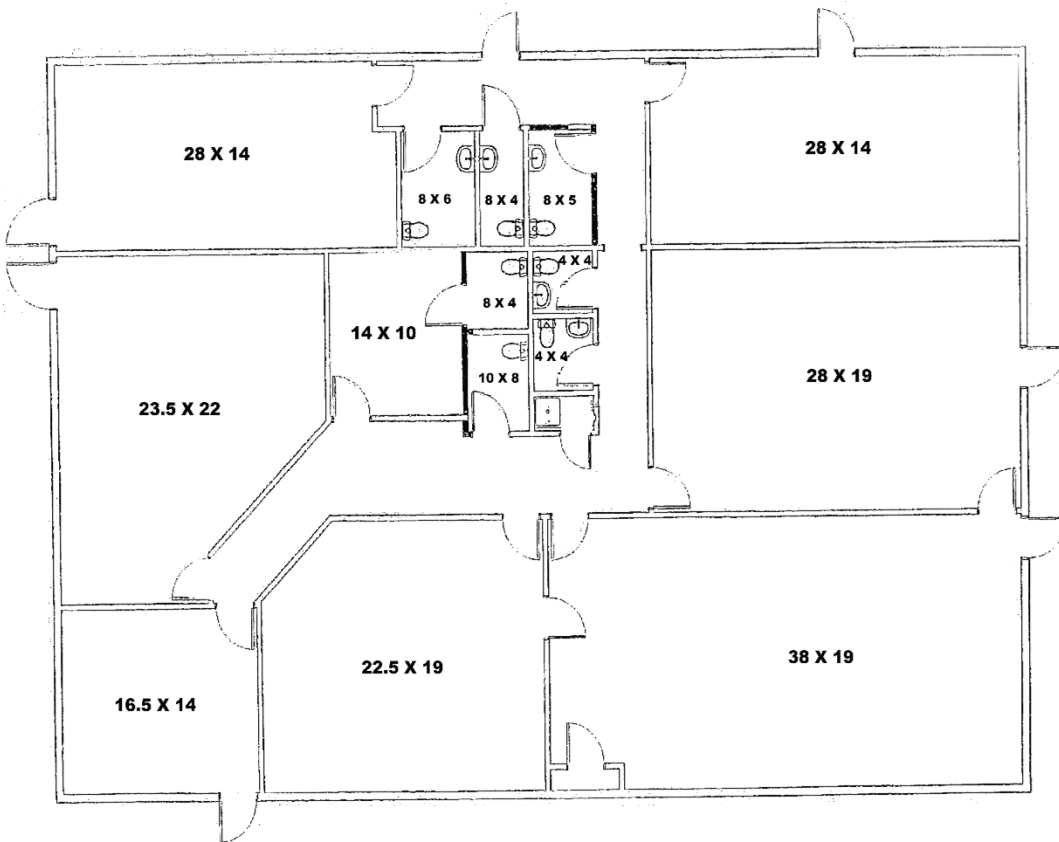 28 X 14
28 X 14
8 X 6
8 X 4
8 X 5
4 X 4
8 X 4
14 X 10
4 X 4
10 X 8
28 X 19
23.5 X 22
38 X 19
22.5 X 19
16.5 X 14